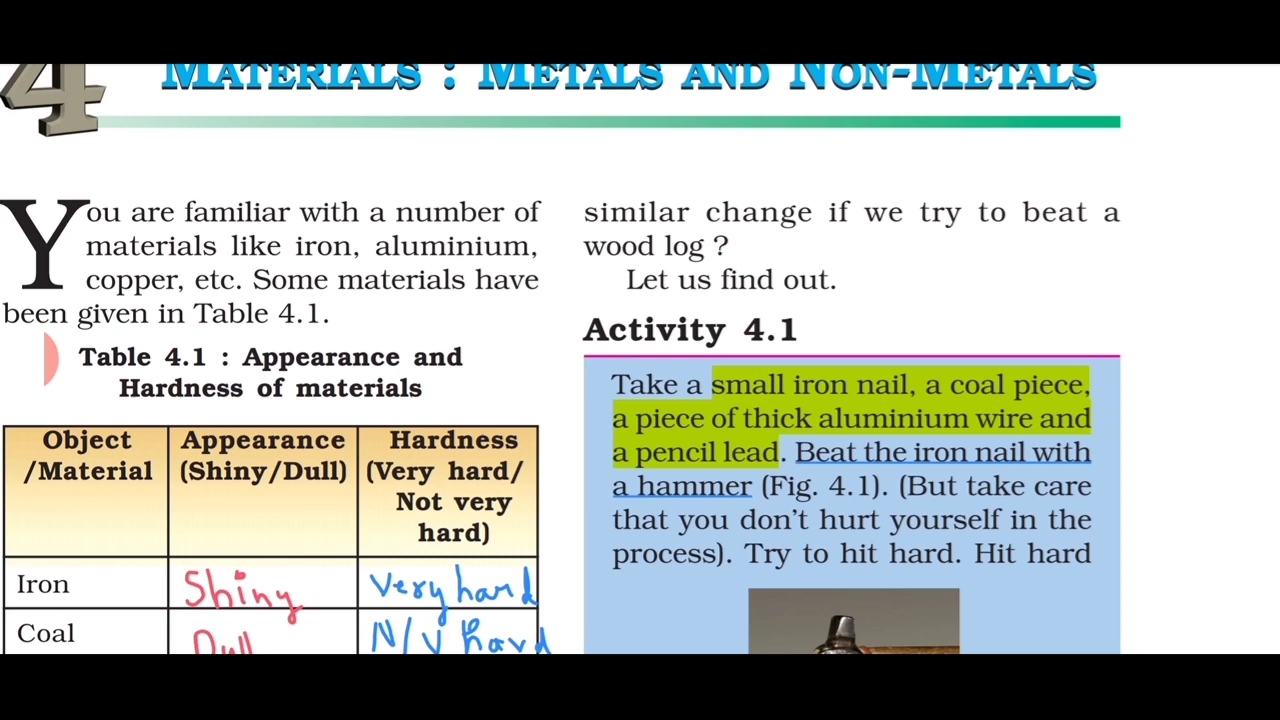 4
MATERIALS : METALS AND NON-METALS
You are familiar with a number of
materials like iron, aluminium,
copper, etc. Some materials have
been given in Table 4.1.
Table 4.1 : Appearance and
Hardness of materials
Object
/Material
Appearance
(Shiny/Dull)
Hardness
(Very hard/
Not very
hard)
Iron
Shiny
Very hard
Coal
Dull
N/V hard
similar change if we try to beat a
wood log ?
Let us find out.
Activity 4.1
Take a small iron nail, a coal piece,
a piece of thick aluminium wire and
a pencil lead. Beat the iron nail with
a hammer (Fig. 4.1). (But take care
that you don't hurt yourself in the
process). Try to hit hard. Hit hard